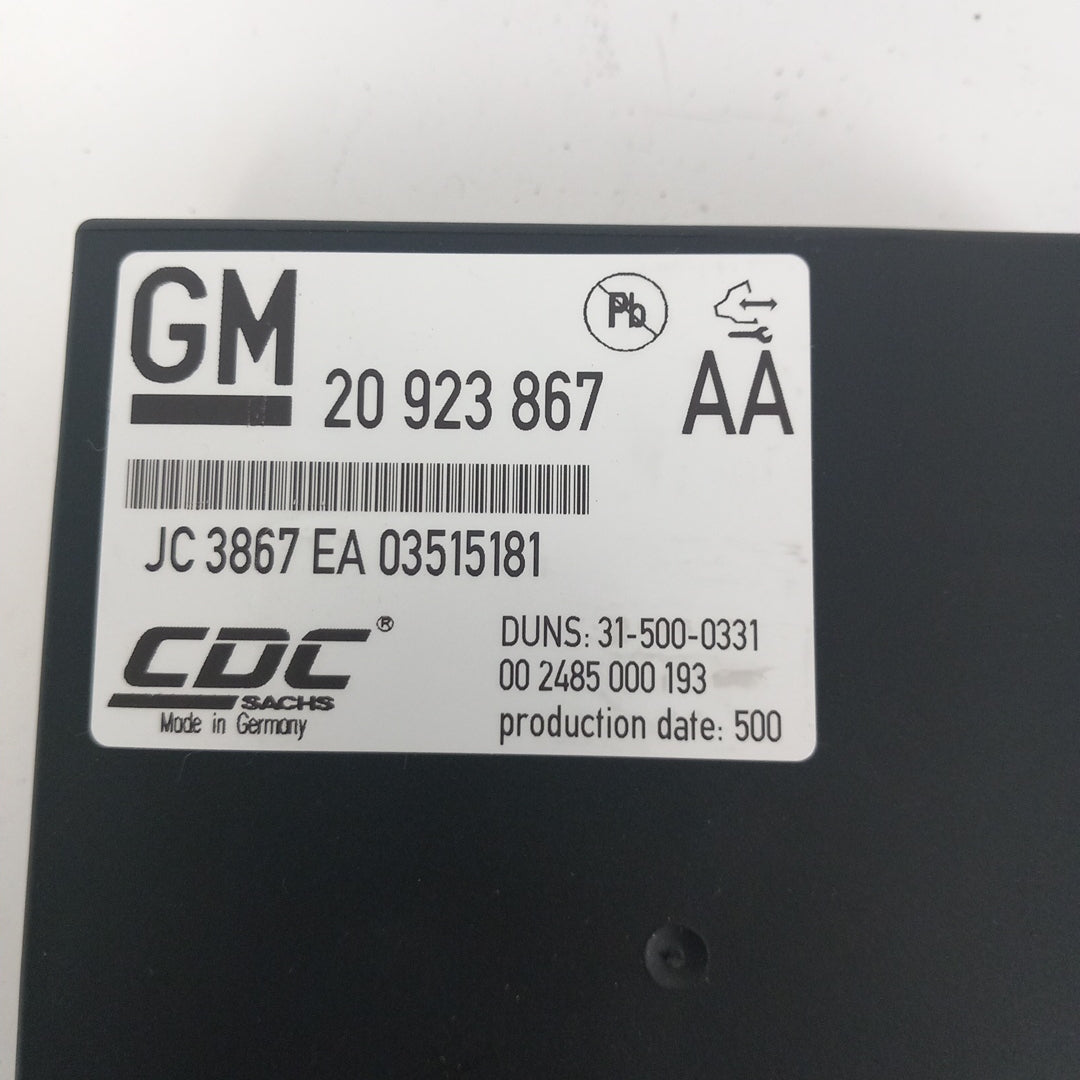 GM
Pb
20 923 867 AA
JC 3867 EA 03515181
CDC®
SACHS
Made in Germany
DUNS: 31-500-0331
00 2485 000 193
production date: 500